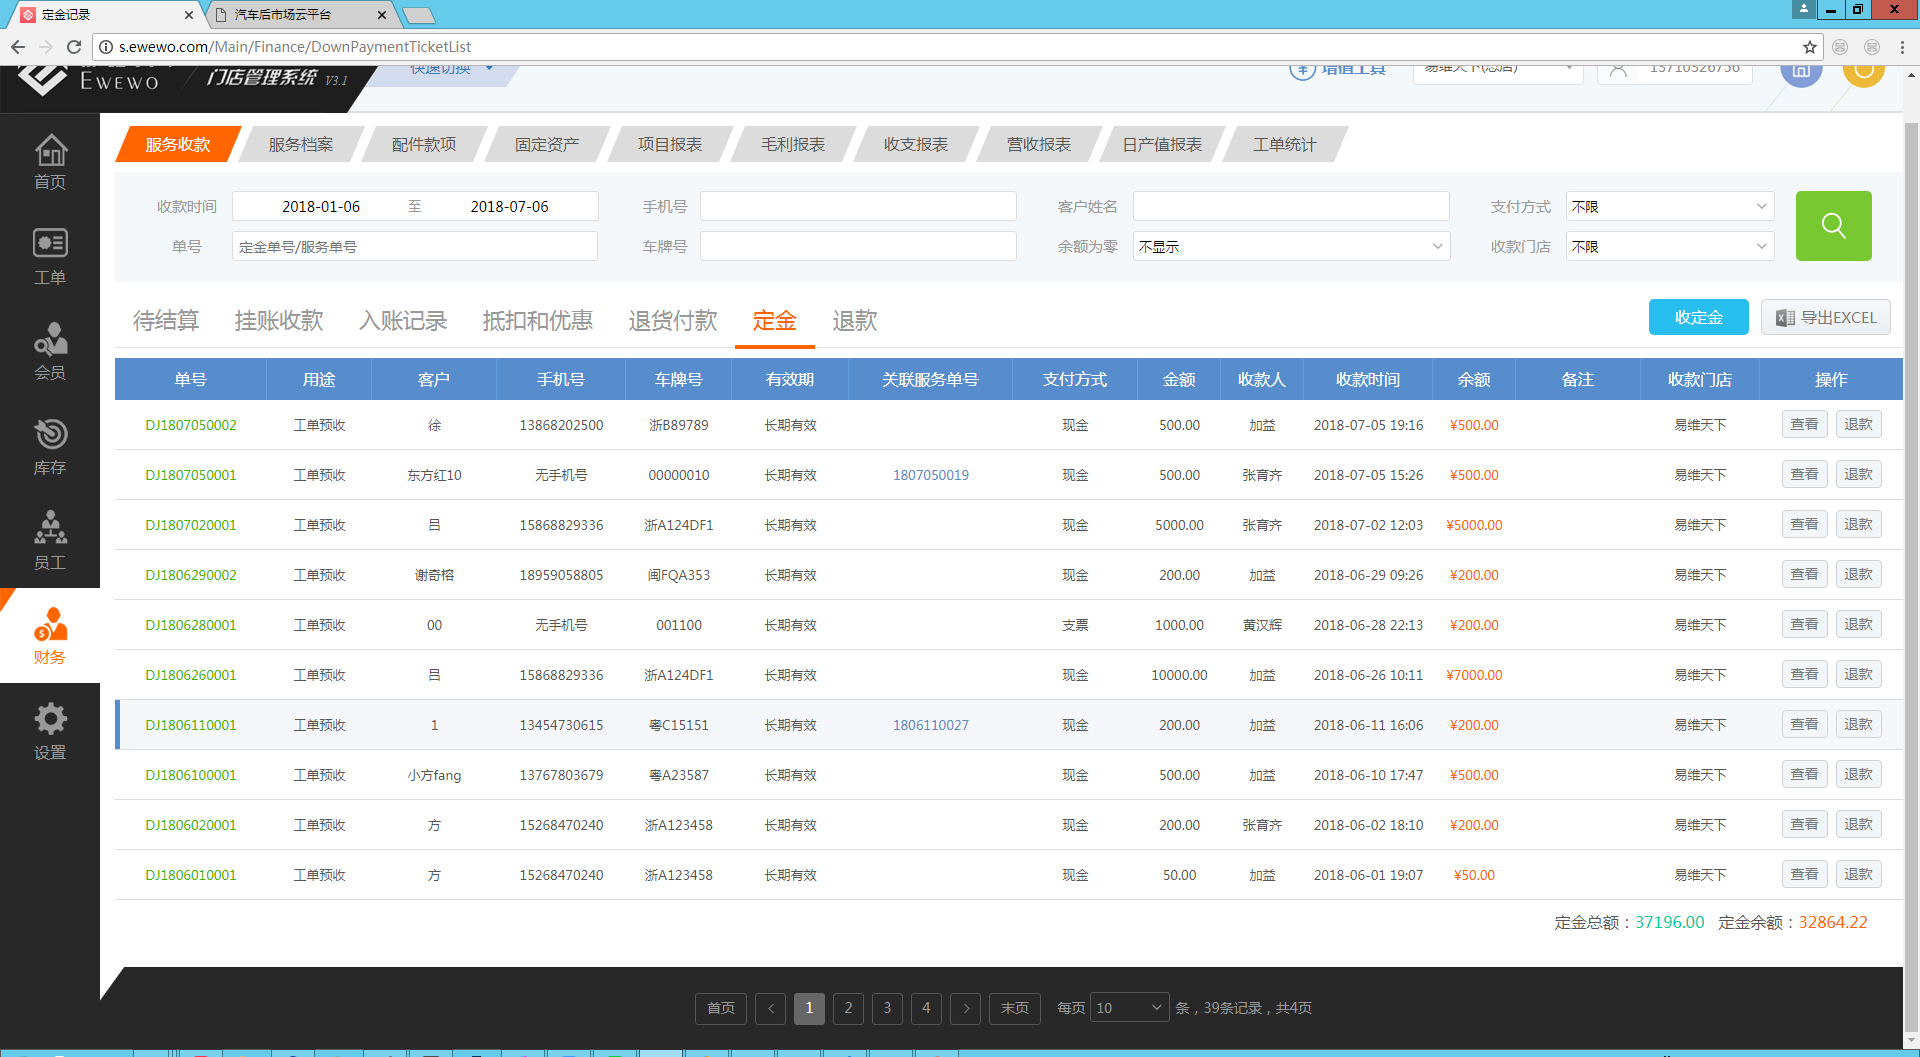 定金记录
汽车后市场云平台
s.ewewo.com/Main/Finance/DownPaymentTicketList
EWEWO 门店管理系统 V3.1
快速切换
增值工具
易维天下(总店)
13710326756
首页
工单
会员
库存
员工
财务
设置
服务收款 服务档案 配件款项 固定资产 项目报表 毛利报表 收支报表 营收报表 日产值报表 工单统计
收款时间 2018-01-06 至 2018-07-06 手机号 客户姓名 支付方式 不限
单号 定金单号/服务单号 车牌号 余额为零 不显示 收款门店 不限
待结算 挂账收款 入账记录 抵扣和优惠 退货付款 定金 退款 收定金 导出EXCEL
单号 用途 客户 手机号 车牌号 有效期 关联服务单号 支付方式 金额 收款人 收款时间 余额 备注 收款门店 操作
DJ1807050002 工单预收 徐 13868202500 浙B89789 长期有效 现金 500.00 加益 2018-07-05 19:16 ¥500.00 易维天下 查看 退款
DJ1807050001 工单预收 东方红10 无手机号 00000010 长期有效 1807050019 现金 500.00 张育齐 2018-07-05 15:26 ¥500.00 易维天下 查看 退款
DJ1807020001 工单预收 吕 15868829336 浙A124DF1 长期有效 现金 5000.00 张育齐 2018-07-02 12:03 ¥5000.00 易维天下 查看 退款
DJ1806290002 工单预收 谢奇榕 18959058805 闽FQA353 长期有效 现金 200.00 加益 2018-06-29 09:26 ¥200.00 易维天下 查看 退款
DJ1806280001 工单预收 00 无手机号 001100 长期有效 支票 1000.00 黄汉辉 2018-06-28 22:13 ¥200.00 易维天下 查看 退款
DJ1806260001 工单预收 吕 15868829336 浙A124DF1 长期有效 现金 10000.00 加益 2018-06-26 10:11 ¥7000.00 易维天下 查看 退款
DJ1806110001 工单预收 1 13454730615 粤C15151 长期有效 1806110027 现金 200.00 加益 2018-06-11 16:06 ¥200.00 易维天下 查看 退款
DJ1806100001 工单预收 小方fang 13767803679 粤A23587 长期有效 现金 500.00 加益 2018-06-10 17:47 ¥500.00 易维天下 查看 退款
DJ1806020001 工单预收 方 15268470240 浙A123458 长期有效 现金 200.00 张育齐 2018-06-02 18:10 ¥200.00 易维天下 查看 退款
DJ1806010001 工单预收 方 15268470240 浙A123458 长期有效 现金 50.00 加益 2018-06-01 19:07 ¥50.00 易维天下 查看 退款
定金总额：37196.00 定金余额：32864.22
首页 < 1 2 3 4 > 末页 每页 10 条，39条记录，共4页